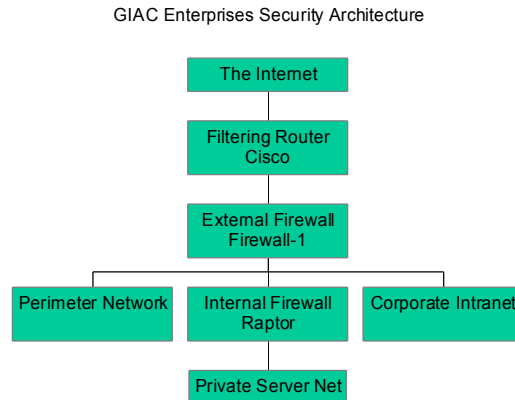 GIAC Enterprises Security Architecture
The Internet
Filtering Router
Cisco
External Firewall
Firewall-1
Perimeter Network
Internal Firewall
Raptor
Corporate Intranet
Private Server Net